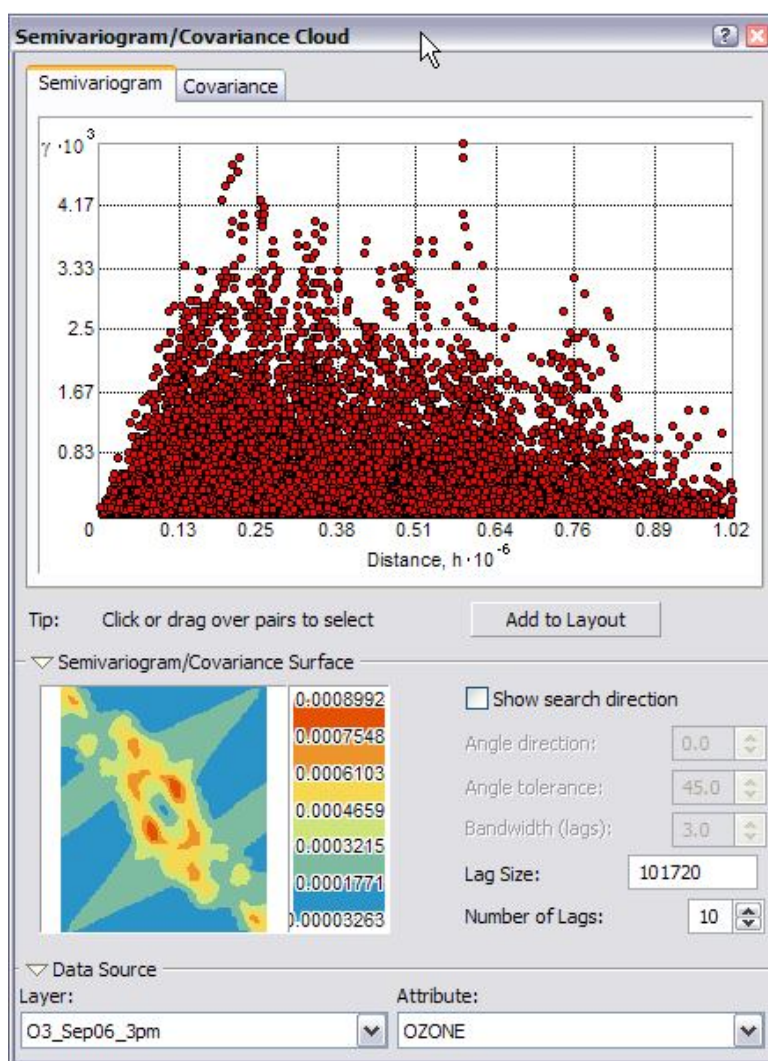 Semivariogram/Covariance Cloud
Semivariogram
Covariance
γ·10 3
4.17
3.33
2.5
1.67
0.83
0 0.13 0.25 0.38 0.51 0.64 0.76 0.89 1.02
Distance, h·10 -6
Tip: Click or drag over pairs to select
Add to Layout
Semivariogram/Covariance Surface
0.0008992
0.0007548
0.0006103
0.0004659
0.0003215
0.0001771
0.00003263
Show search direction
Angle direction: 0.0
Angle tolerance: 45.0
Bandwidth (lags): 3.0
Lag Size: 101720
Number of Lags: 10
Data Source
Layer:
O3_Sep06_3pm
Attribute:
OZONE